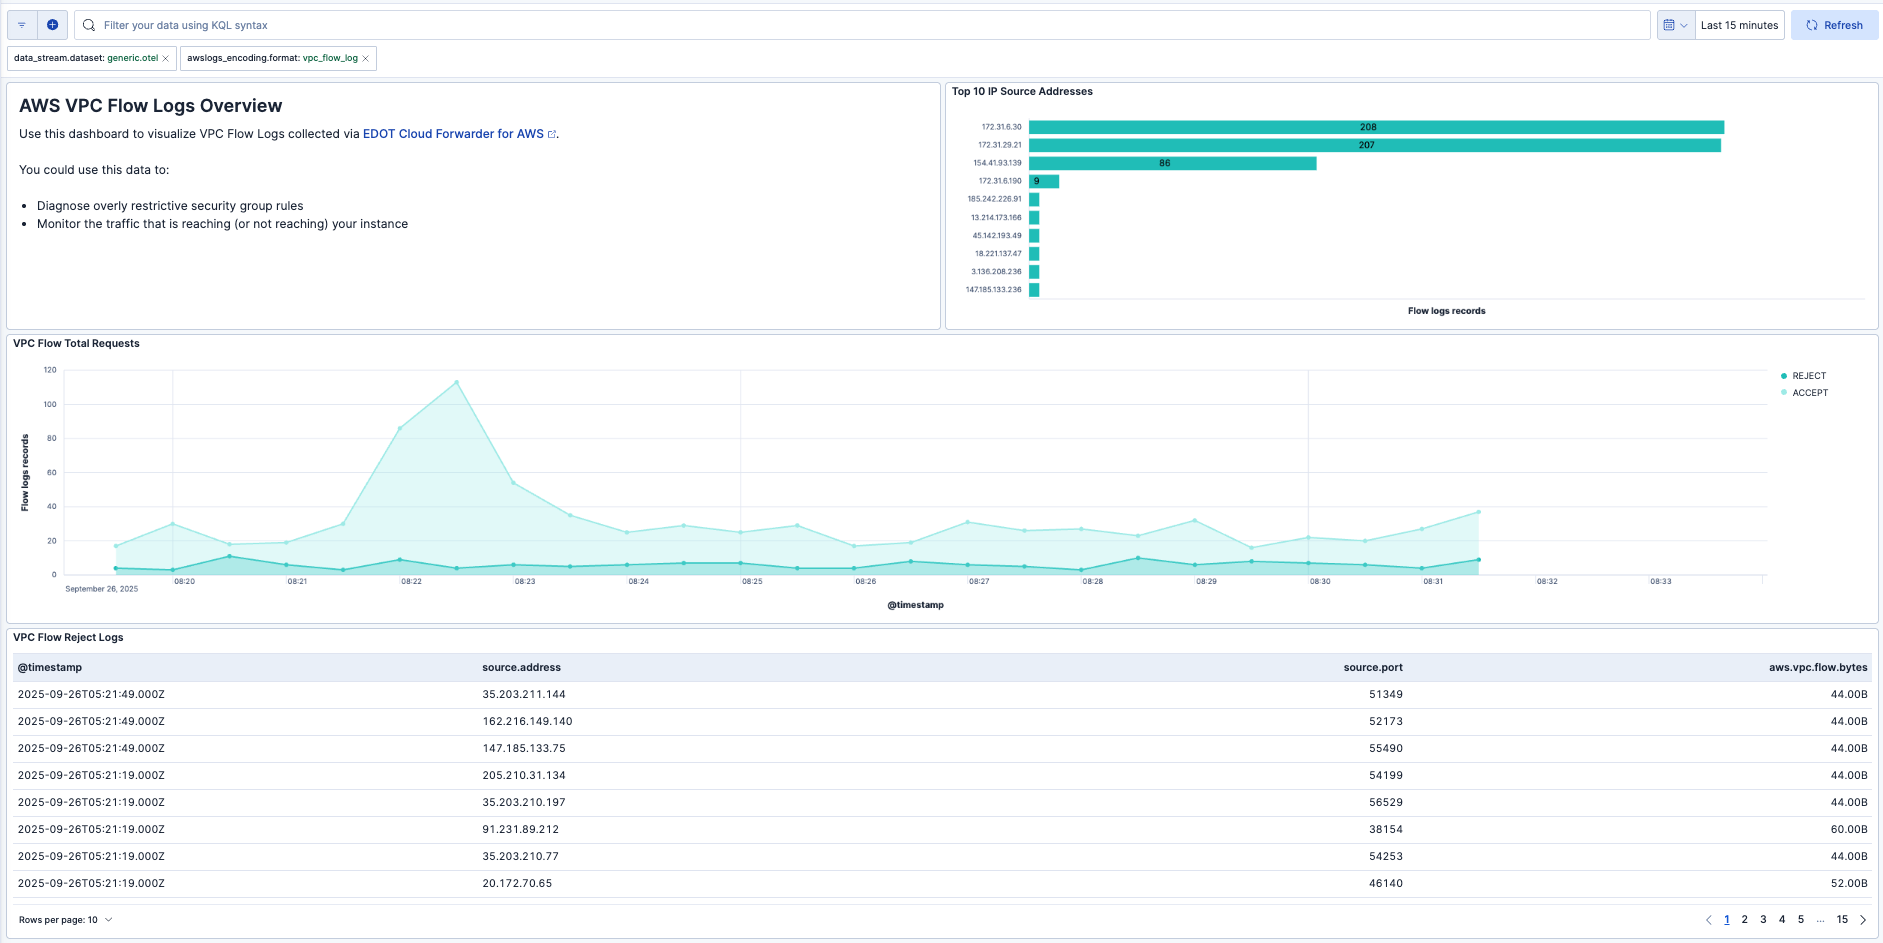 Filter your data using KQL syntax
Last 15 minutes
Refresh
data_stream.dataset: generic.otel
awslogs_encoding.format: vpc_flow_log
AWS VPC Flow Logs Overview
Use this dashboard to visualize VPC Flow Logs collected via EDOT Cloud Forwarder for AWS.
You could use this data to:
• Diagnose overly restrictive security group rules
• Monitor the traffic that is reaching (or not reaching) your instance
Top 10 IP Source Addresses
172.31.6.30 208
172.31.29.21 207
154.41.93.139 86
172.31.6.190 9
185.242.226.91
13.214.173.166
45.142.193.49
18.221.137.47
3.136.208.236
147.185.133.236
Flow logs records
VPC Flow Total Requests
Flow logs records
120
100
80
60
40
20
0
REJECT
ACCEPT
08:20 08:21 08:22 08:23 08:24 08:25 08:26 08:27 08:28 08:29 08:30 08:31 08:32 08:33
September 26, 2025
@timestamp
VPC Flow Reject Logs
@timestamp source.address source.port aws.vpc.flow.bytes
2025-09-26T05:21:49.000Z 35.203.211.144 51349 44.00B
2025-09-26T05:21:49.000Z 162.216.149.140 52173 44.00B
2025-09-26T05:21:49.000Z 147.185.133.75 55490 44.00B
2025-09-26T05:21:19.000Z 205.210.31.134 54199 44.00B
2025-09-26T05:21:19.000Z 35.203.210.197 56529 44.00B
2025-09-26T05:21:19.000Z 91.231.89.212 38154 60.00B
2025-09-26T05:21:19.000Z 35.203.210.77 54253 44.00B
2025-09-26T05:21:19.000Z 20.172.70.65 46140 52.00B
Rows per page: 10
1 2 3 4 5 ... 15